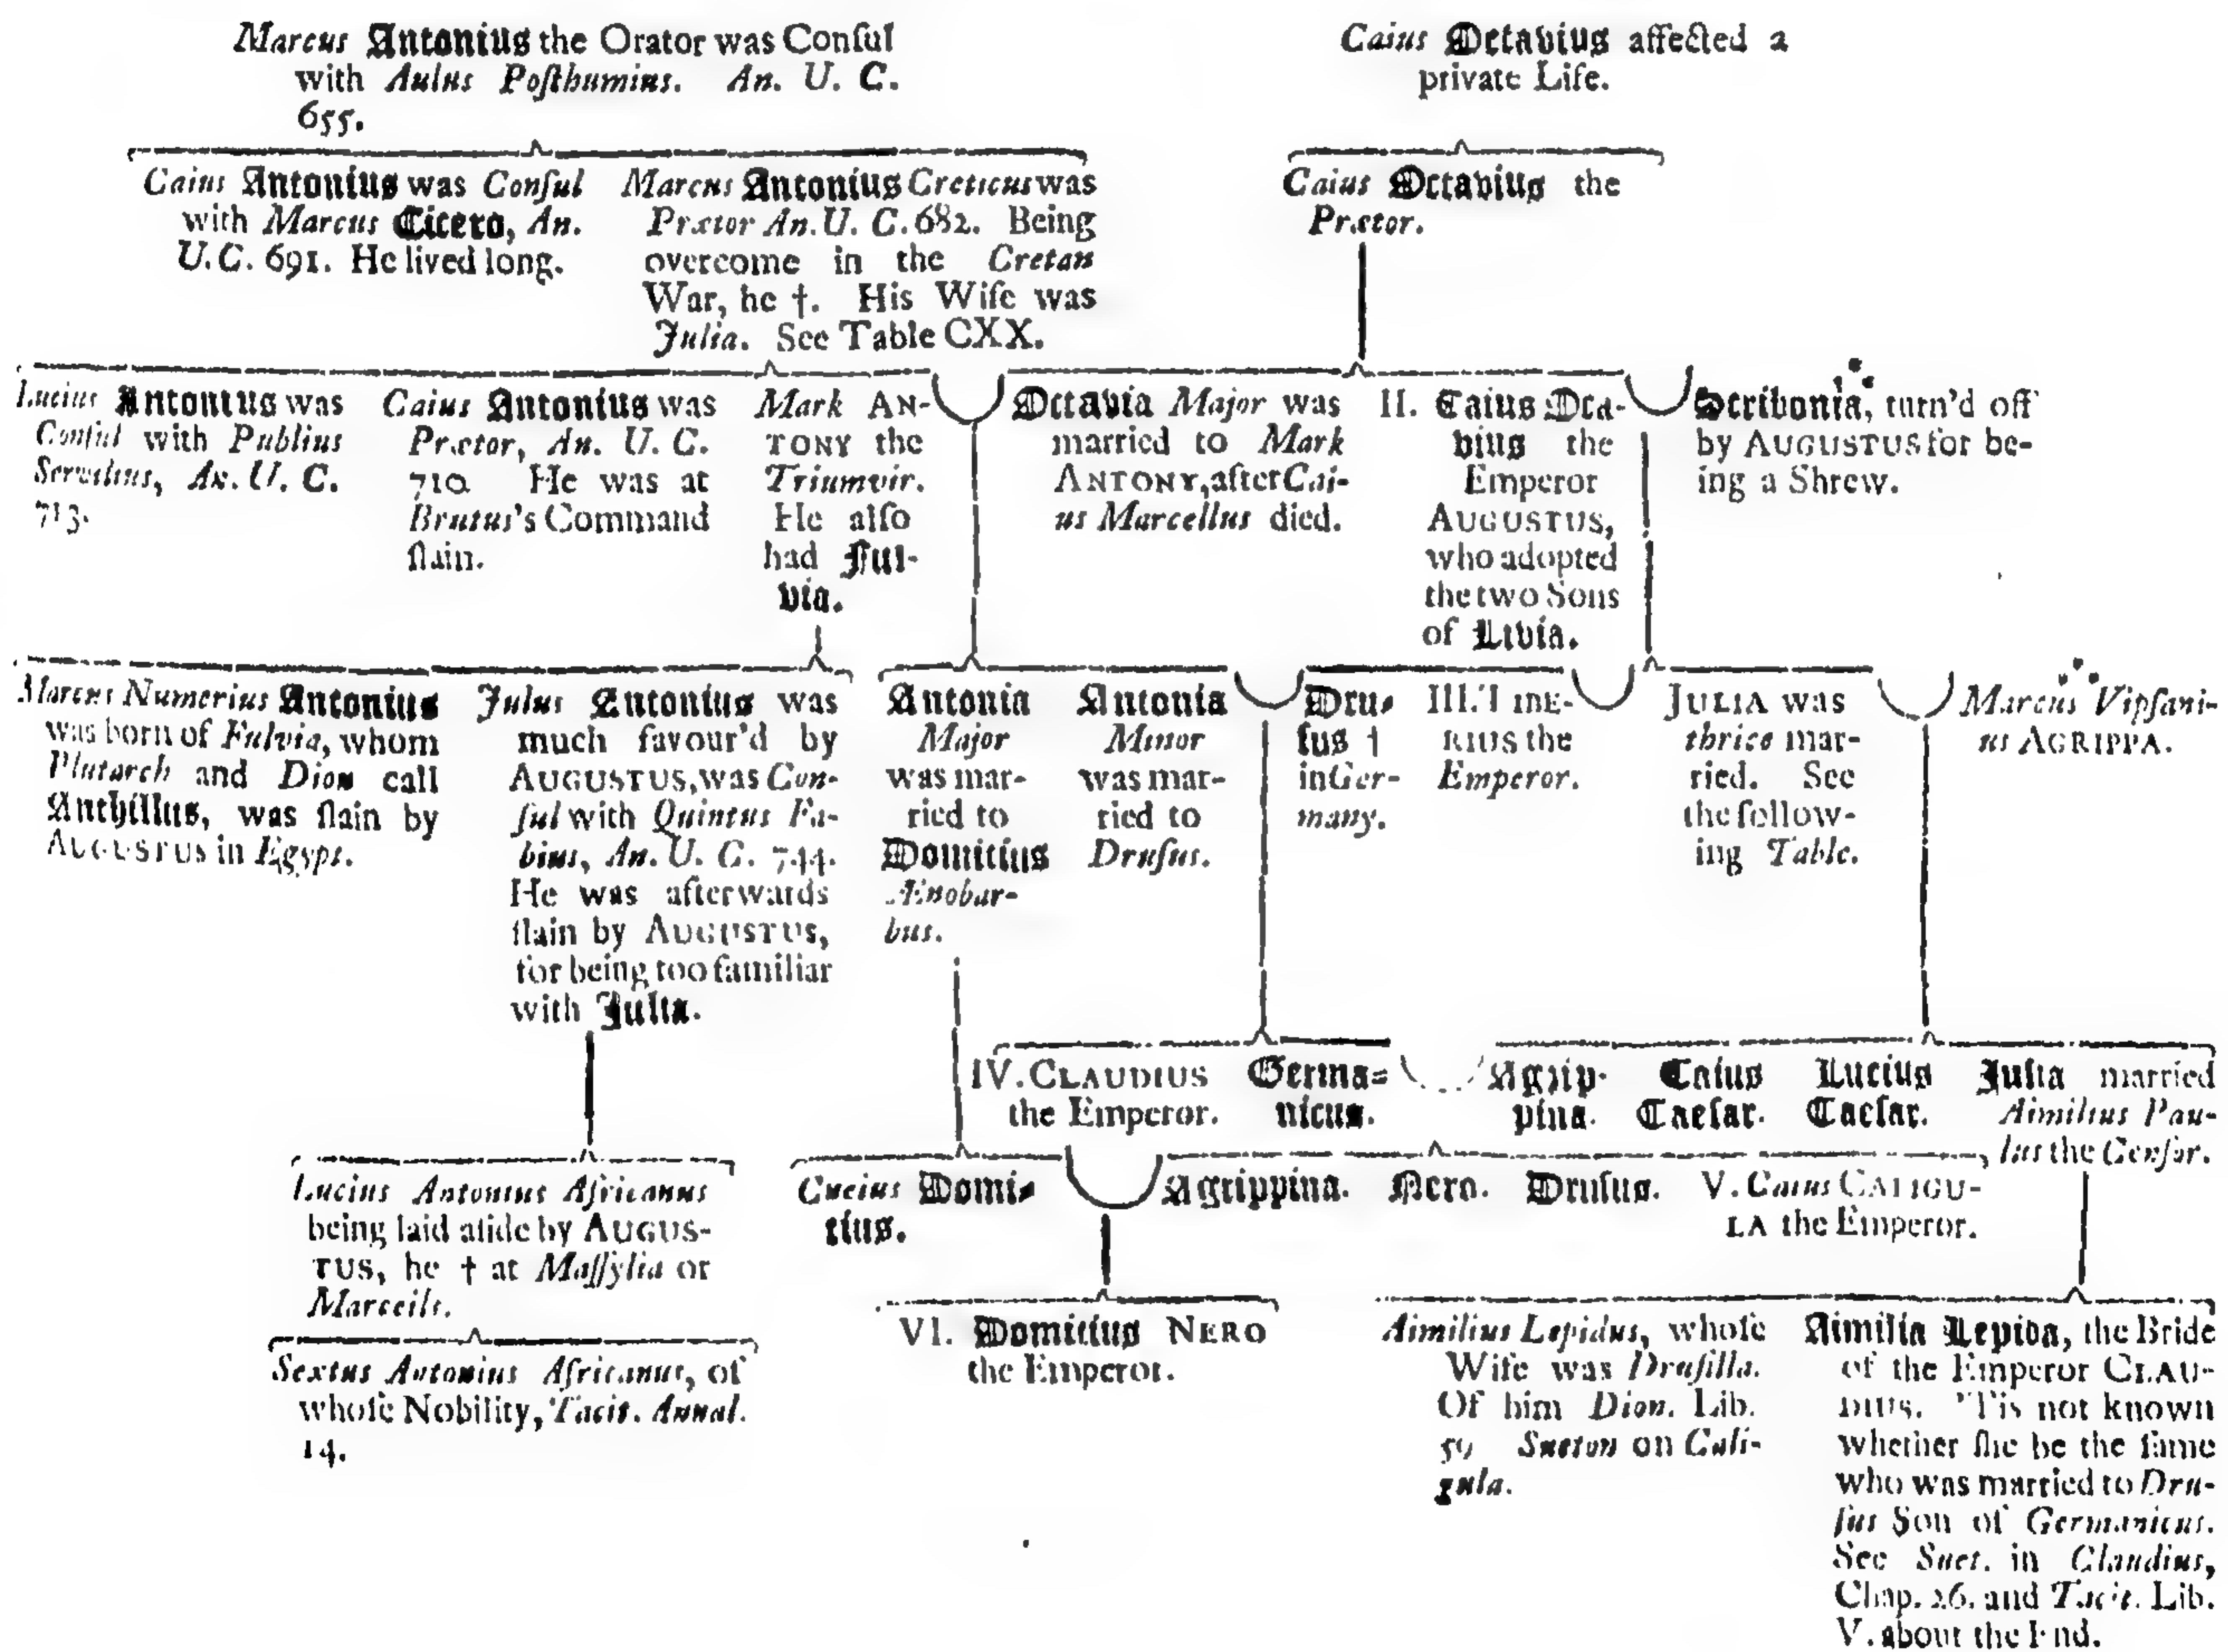 Marcus Antonius the Orator was Conſul
with Aulus Poſthumius. An. U. C.
655.
Caius Octavius affected a
private Life.
Caius Antonius was Conſul
with Marcus Cicero, An.
U.C. 691. He lived long.
Marcus Antonius Creticus was
Prætor An. U. C. 682. Being
overcome in the Cretan
War, he †. His Wife was
Julia. See Table CXX.
Caius Octavius the
Prætor.
Lucius Antonius was
Conſul with Publius
Servilius, An. U. C.
713.
Caius Antonius was
Prætor, An. U. C.
710 He was at
Brutus's Command
ſlain.
Mark AN-
TONY the
Triumvir.
He alſo
had Ful-
via.
Octavia Major was
married to Mark
ANTONY, after Cai-
us Marcellus died.
II. Caius Octa-
vius the
Emperor
AUGUSTUS,
who adopted
the two Sons
of Livia.
Scribonia, turn'd off
by AUGUSTUS for be-
ing a Shrew.
Marcus Numerius Antonius
was born of Fulvia, whom
Plutarch and Dion call
Anthillus, was ſlain by
AUGUSTUS in Egypt.
Julus Antonius was
much favour'd by
AUGUSTUS, was Con-
ſul with Quintus Fa-
bius, An. U. C. 744.
He was afterwards
ſlain by AUGUSTUS,
for being too familiar
with Julia.
Antonia
Major
was mar-
ried to
Domitius
Ænobar-
bus.
Antonia
Minor
was mar-
ried to
Druſus.
Dru-
ſus †
in Ger-
many.
III. TIBE-
RIUS the
Emperor.
JULIA was
thrice mar-
ried. See
the follow-
ing Table.
Marcus Vipſani-
us AGRIPPA.
IV. CLAUDIUS
the Emperor.
Germa-
nicus.
Agrip-
pina.
Caius
Caeſar.
Lucius
Caeſar.
Julia married
Aimilius Pau-
lus the Cenſor.
Lucius Antonius Africanus
being laid aſide by AUGUS-
TUS, he † at Maſſylia or
Marceils.
Cneius Domi-
tius.
Agrippina. Nero. Druſus. V. Caius CALIGU-
LA the Emperor.
Sextus Antonius Africanus, of
whoſe Nobility, Tacit. Annal.
14.
VI. Domitius NERO
the Emperor.
Aimilius Lepidus, whoſe
Wife was Druſilla.
Of him Dion. Lib.
59 Sueton on Cali-
gula.
Aimilia Lepida, the Bride
of the Emperor CLAU-
DIUS. 'Tis not known
whether ſhe be the ſame
who was married to Dru-
ſus Son of Germanicus.
See Suet. in Claudius,
Chap. 26. and Tacit. Lib.
V. about the End.